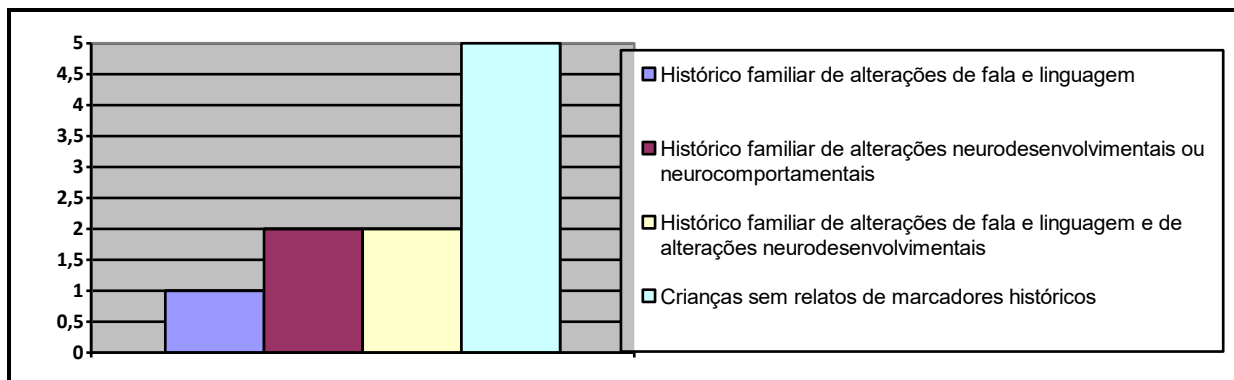 5
4,5
4
3,5
3
2,5
2
1,5
1
0,5
0
Histórico familiar de alterações de fala e linguagem
Histórico familiar de alterações neurodesenvolvimentais ou
neurocomportamentais
Histórico familiar de alterações de fala e linguagem e de
alterações neurodesenvolvimentais
Crianças sem relatos de marcadores históricos